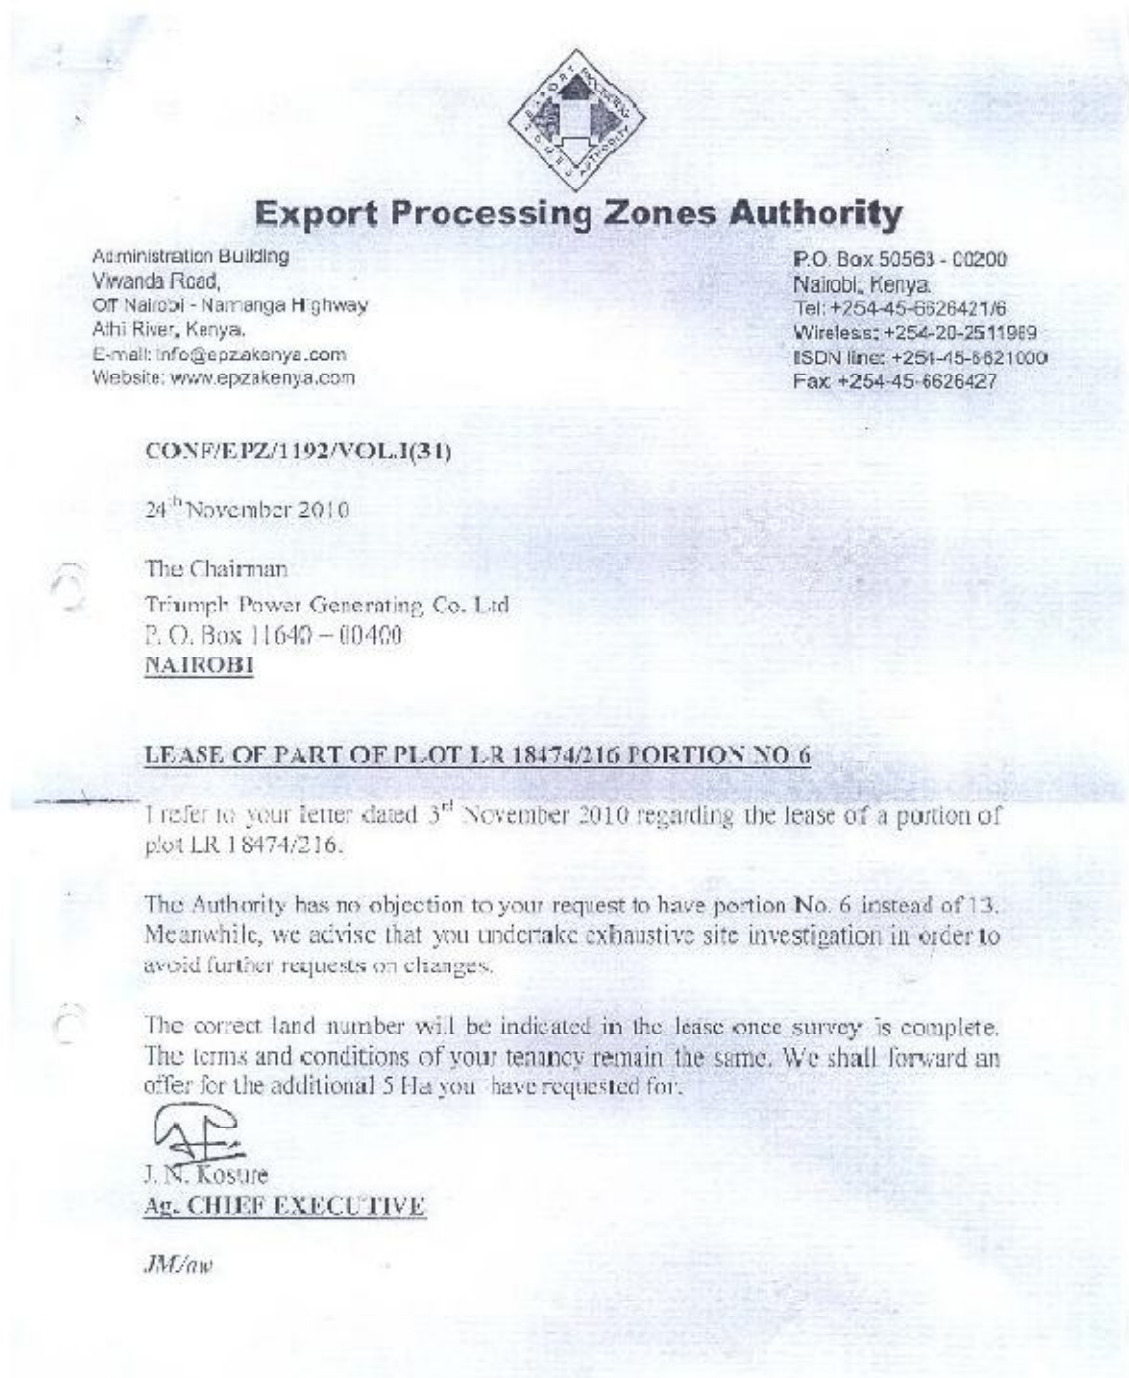 EXPORT PROCESSING ZONES AUTHORITY
Export Processing Zones Authority
Administration Building
Viwanda Road,
Off Nairobi - Namanga Highway
Athi River, Kenya.
E-mail: info@epzakenya.com
Website: www.epzakenya.com
P.O. Box 50563 - 00200
Nairobi, Kenya.
Tel: +254-45-6626421/6
Wireless: +254-20-2511989
ISDN line: +254-45-6621000
Fax: +254-45-6626427
CONF/EPZ/1192/VOL.I(31)
24th November 2010
The Chairman
Triumph Power Generating Co. Ltd
P. O. Box 11640 – 00400
NAIROBI
LEASE OF PART OF PLOT LR 18474/216 PORTION NO 6
I refer to your letter dated 3rd November 2010 regarding the lease of a portion of
plot LR 18474/216.
The Authority has no objection to your request to have portion No. 6 instead of 13.
Meanwhile, we advise that you undertake exhaustive site investigation in order to
avoid further requests on changes.
The correct land number will be indicated in the lease once survey is complete.
The terms and conditions of your tenancy remain the same. We shall forward an
offer for the additional 5 Ha you have requested for.
J. N. Kosure
Ag. CHIEF EXECUTIVE
JM/aw